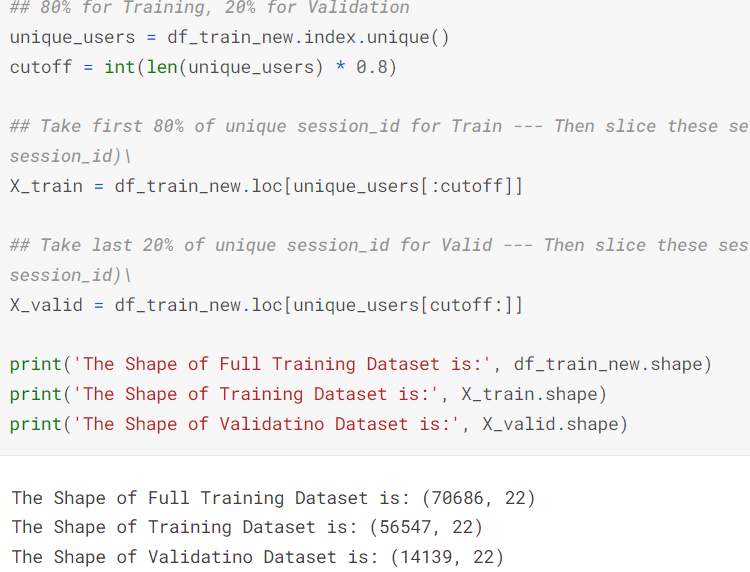 ## 80% for Training, 20% for Validation
unique_users = df_train_new.index.unique()
cutoff = int(len(unique_users) * 0.8)
## Take first 80% of unique session_id for Train --- Then slice these se
session_id)\
X_train = df_train_new.loc[unique_users[:cutoff]]
## Take last 20% of unique session_id for Valid --- Then slice these ses
session_id)\
X_valid = df_train_new.loc[unique_users[cutoff:]]
print('The Shape of Full Training Dataset is:', df_train_new.shape)
print('The Shape of Training Dataset is:', X_train.shape)
print('The Shape of Validatino Dataset is:', X_valid.shape)
The Shape of Full Training Dataset is: (70686, 22)
The Shape of Training Dataset is: (56547, 22)
The Shape of Validatino Dataset is: (14139, 22)